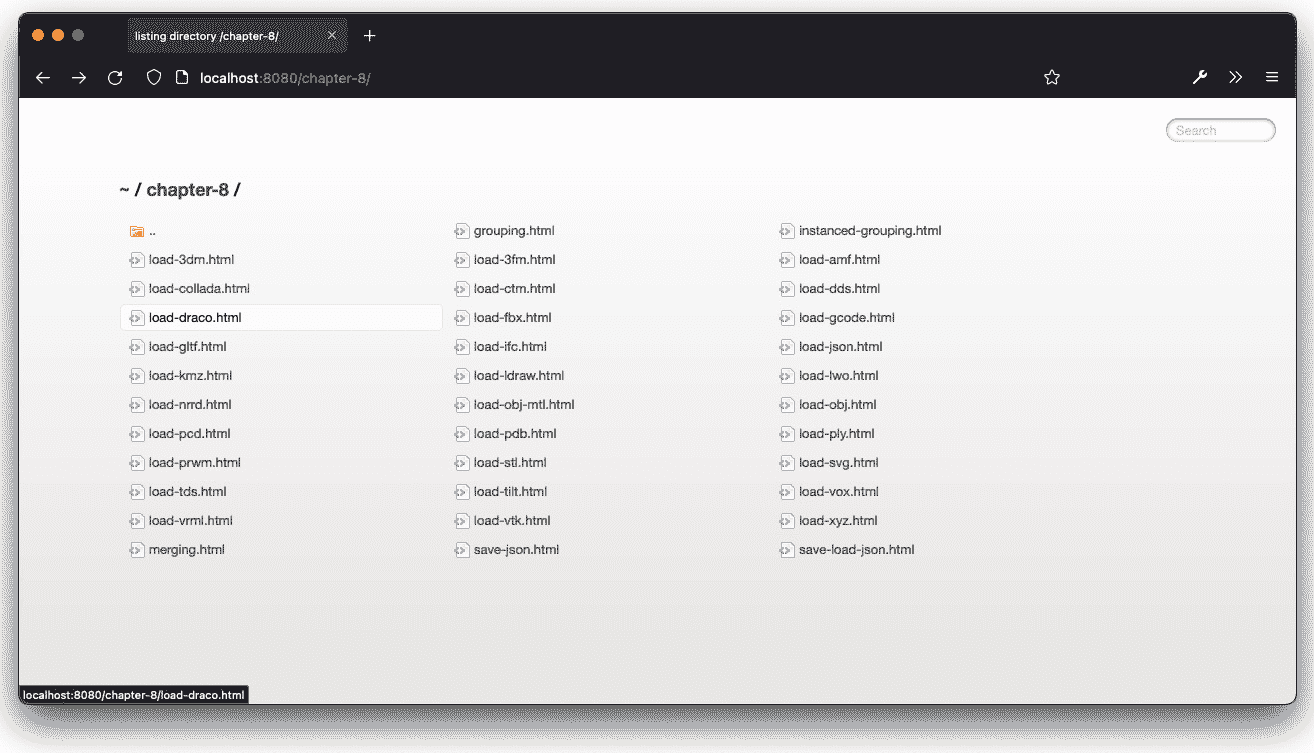 listing directory /chapter-8/
localhost:8080/chapter-8/
Search
~ / chapter-8 /
.. grouping.html instanced-grouping.html
load-3dm.html load-3fm.html load-amf.html
load-collada.html load-ctm.html load-dds.html
load-draco.html load-fbx.html load-gcode.html
load-gltf.html load-ifc.html load-json.html
load-kmz.html load-ldraw.html load-lwo.html
load-nrrd.html load-obj-mtl.html load-obj.html
load-pcd.html load-pdb.html load-ply.html
load-prwm.html load-stl.html load-svg.html
load-tds.html load-tilt.html load-vox.html
load-vrml.html load-vtk.html load-xyz.html
merging.html save-json.html save-load-json.html
localhost:8080/chapter-8/load-draco.html